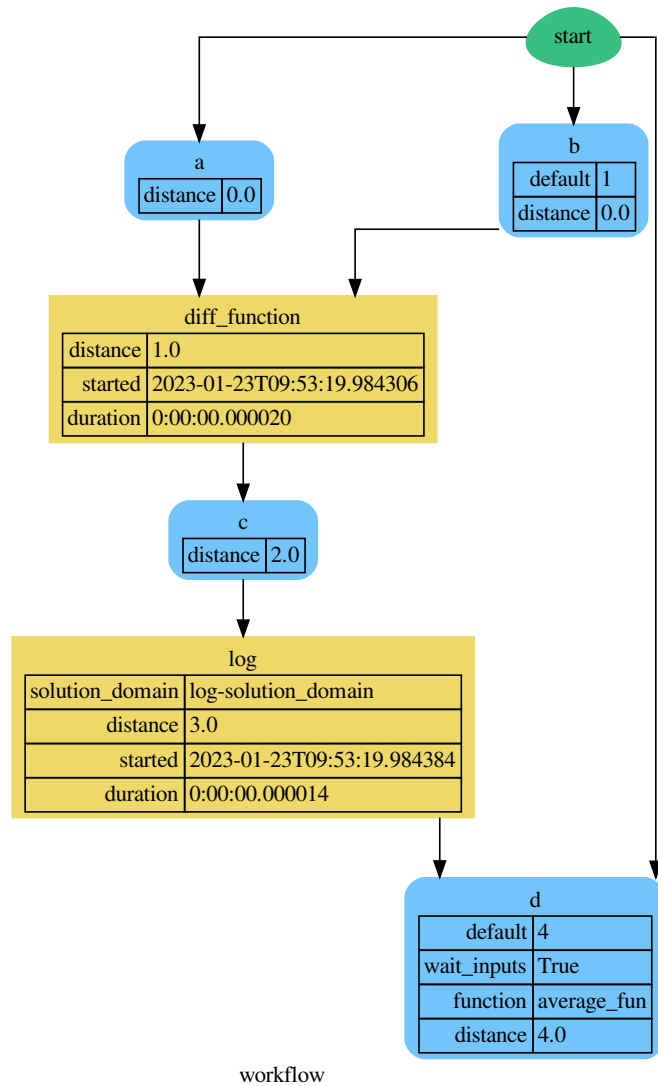 start
a
distance 0.0
b
default 1
distance 0.0
diff_function
distance 1.0
started 2023-01-23T09:53:19.984306
duration 0:00:00.000020
c
distance 2.0
log
solution_domain log-solution_domain
distance 3.0
started 2023-01-23T09:53:19.984384
duration 0:00:00.000014
d
default 4
wait_inputs True
function average_fun
distance 4.0
workflow